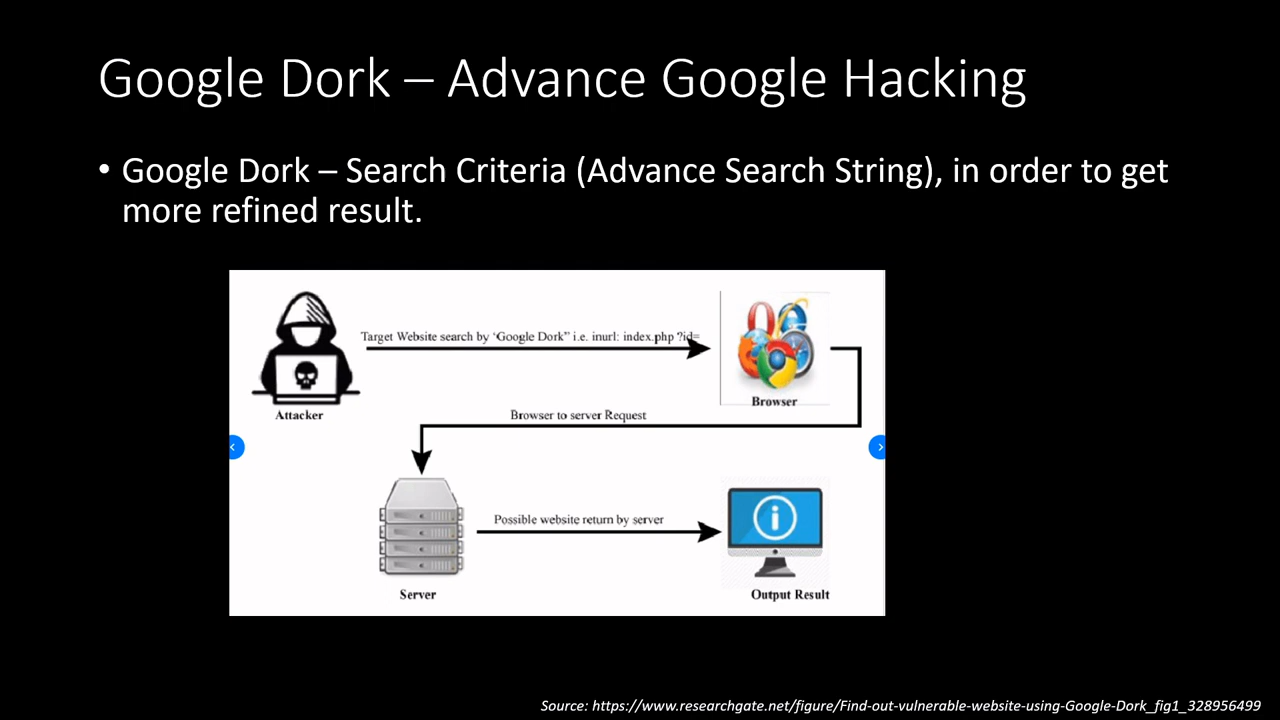 Google Dork – Advance Google Hacking
• Google Dork – Search Criteria (Advance Search String), in order to get
more refined result.
Target Website search by ‘Google Dork” i.e. inurl: index.php ?id=
Attacker
Browser
Browser to server Request
Possible website return by server
Server
Output Result
Source: https://www.researchgate.net/figure/Find-out-vulnerable-website-using-Google-Dork_fig1_328956499